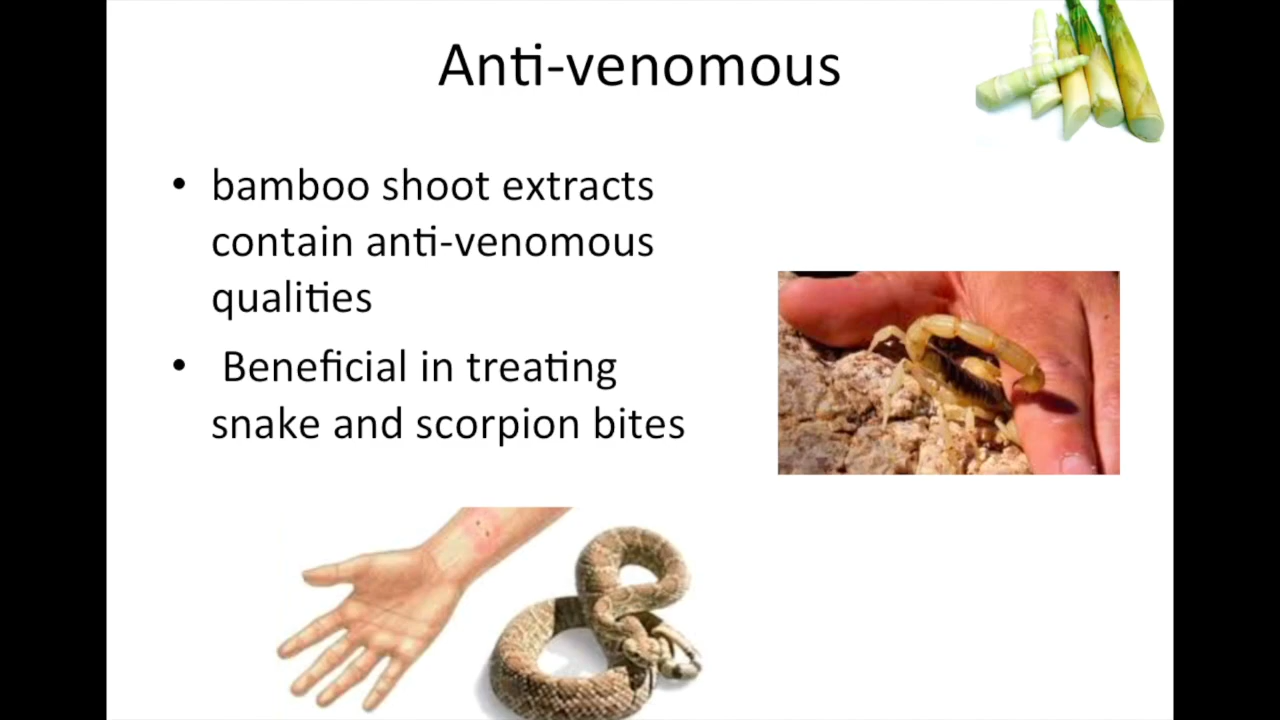 Anti-venomous
• bamboo shoot extracts
contain anti-venomous
qualities
• Beneficial in treating
snake and scorpion bites